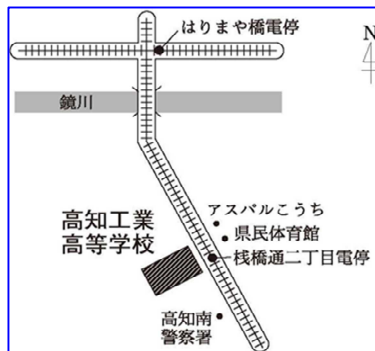 はりまや橋電停
N
鏡川
アスパルこうち
高知工業
高等学校
県民体育館
桟橋通二丁目電停
高知南
警察署